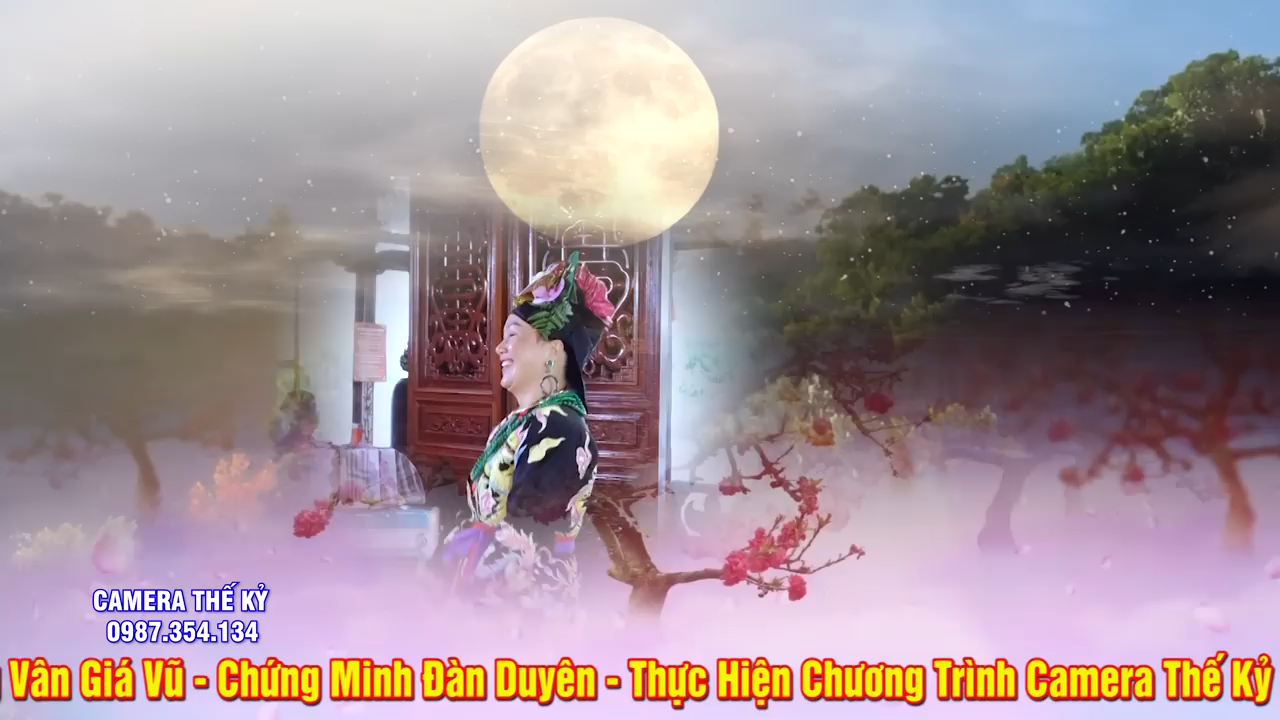 CAMERA THẾ KỶ
0987.354.134
Vân Giá Vũ - Chứng Minh Đàn Duyên - Thực Hiện Chương Trình Camera Thế Kỷ